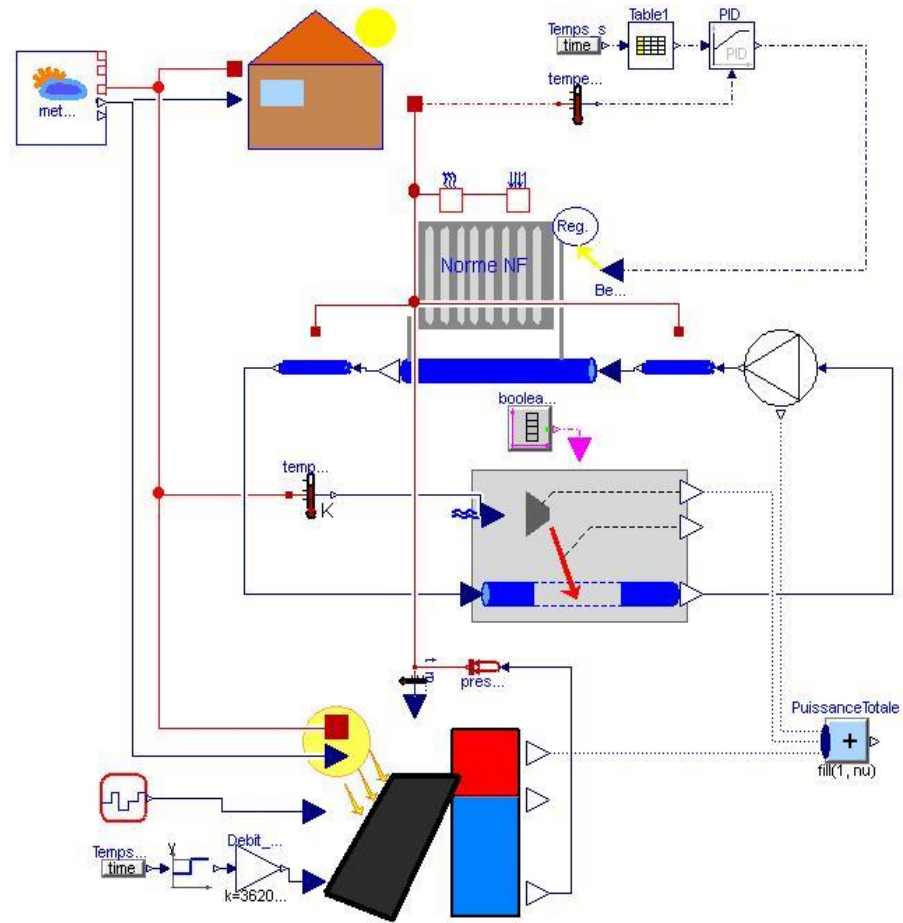 Temps_s
Table1
PID
time
PID
tempe...
met...
Reg.
Norme NF
Be...
boolea...
temp...
K
pres...
PuissanceTotale
+
fill(1, nu)
Temps...
y
Debit_...
time
k=3620...